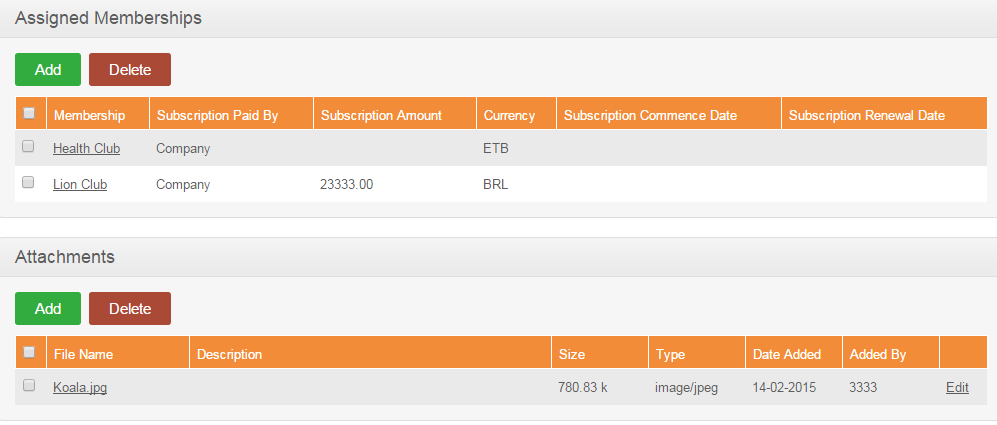 Assigned Memberships
Add Delete
Membership Subscription Paid By Subscription Amount Currency Subscription Commence Date Subscription Renewal Date
Health Club Company ETB
Lion Club Company 23333.00 BRL
Attachments
Add Delete
File Name Description Size Type Date Added Added By
Koala.jpg 780.83 k image/jpeg 14-02-2015 3333 Edit